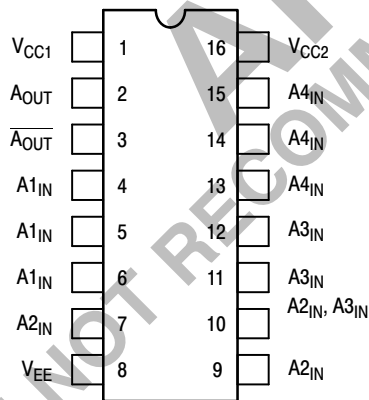 VCC1 1 16 VCC2
AOUT 2 15 A4IN
AOUT 3 14 A4IN
A1IN 4 13 A4IN
A1IN 5 12 A3IN
A1IN 6 11 A3IN
A2IN 7 10 A2IN, A3IN
VEE 8 9 A2IN
NOT